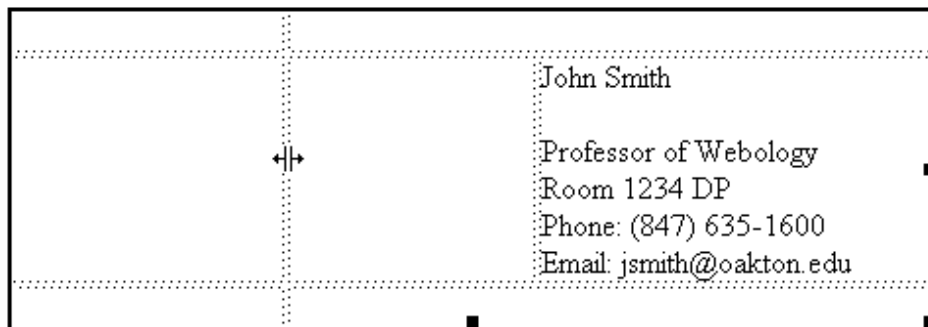 John Smith
Professor of Webology
Room 1234 DP
Phone: (847) 635-1600
Email: jsmith@oakton.edu